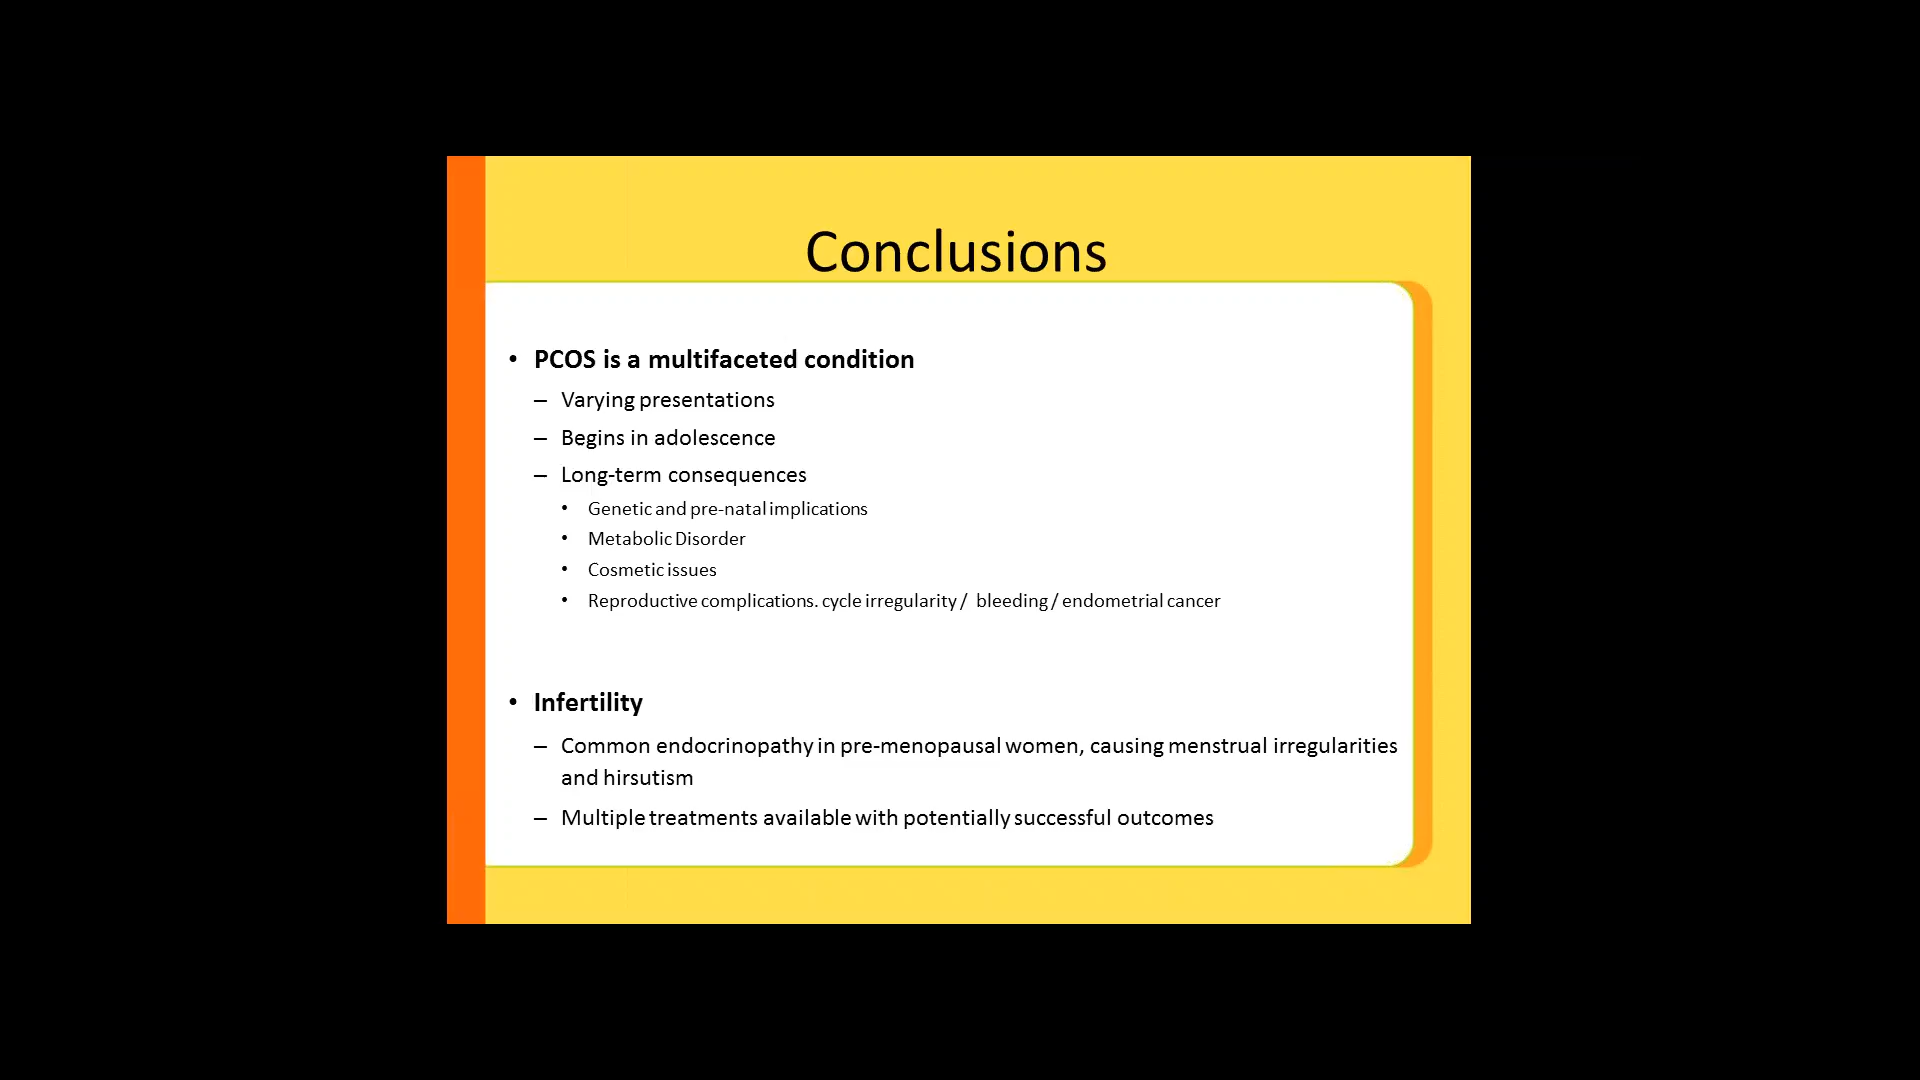 Conclusions
• PCOS is a multifaceted condition
– Varying presentations
– Begins in adolescence
– Long-term consequences
• Genetic and pre-natal implications
• Metabolic Disorder
• Cosmetic issues
• Reproductive complications. cycle irregularity / bleeding / endometrial cancer
• Infertility
– Common endocrinopathy in pre-menopausal women, causing menstrual irregularities
and hirsutism
– Multiple treatments available with potentially successful outcomes